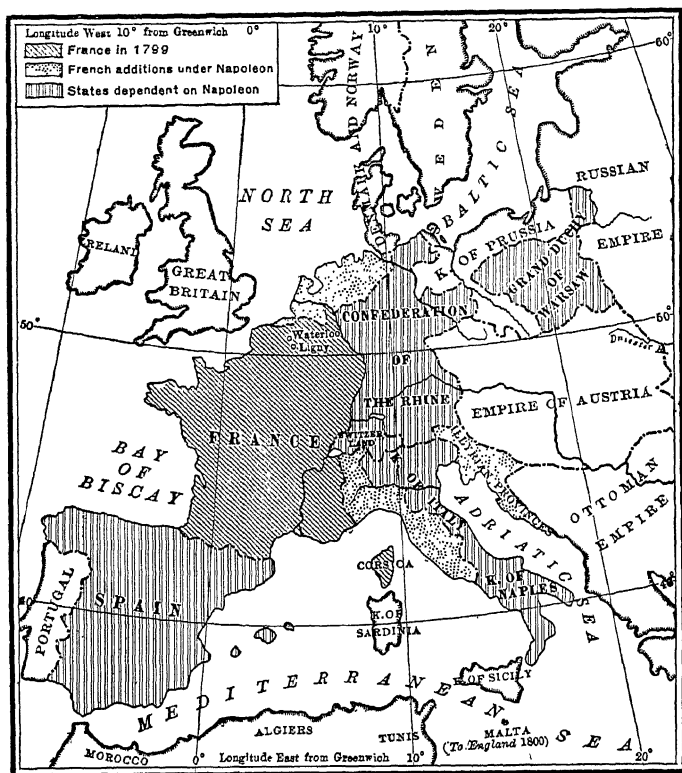 Longitude West 10° from Greenwich 0°
France in 1799
French additions under Napoleon
States dependent on Napoleon
10°
20°
60°
DENMARK AND NORWAY
SWEDEN
BALTIC SEA
NORTH
SEA
RUSSIAN
EMPIRE
IRELAND
GREAT
BRITAIN
K. OF PRUSSIA
GRAND DUCHY
OF
WARSAW
50°
50°
CONFEDERATION
OF
THE RHINE
Waterloo
Ligny
Dniester
EMPIRE OF AUSTRIA
FRANCE
SWITZER
LAND
ILLYRIAN PROVINCES
K. OF ITALY
BAY
OF
BISCAY
ADRIATIC SEA
OTTOMAN
EMPIRE
CORSICA
K. OF
NAPLES
40
40
PORTUGAL
SPAIN
K. OF
SARDINIA
K. OF SICILY
MEDITERRANEAN SEA
MALTA
(To England 1800)
MOROCCO
ALGIERS
TUNIS
0° Longitude East from Greenwich 10°
20°